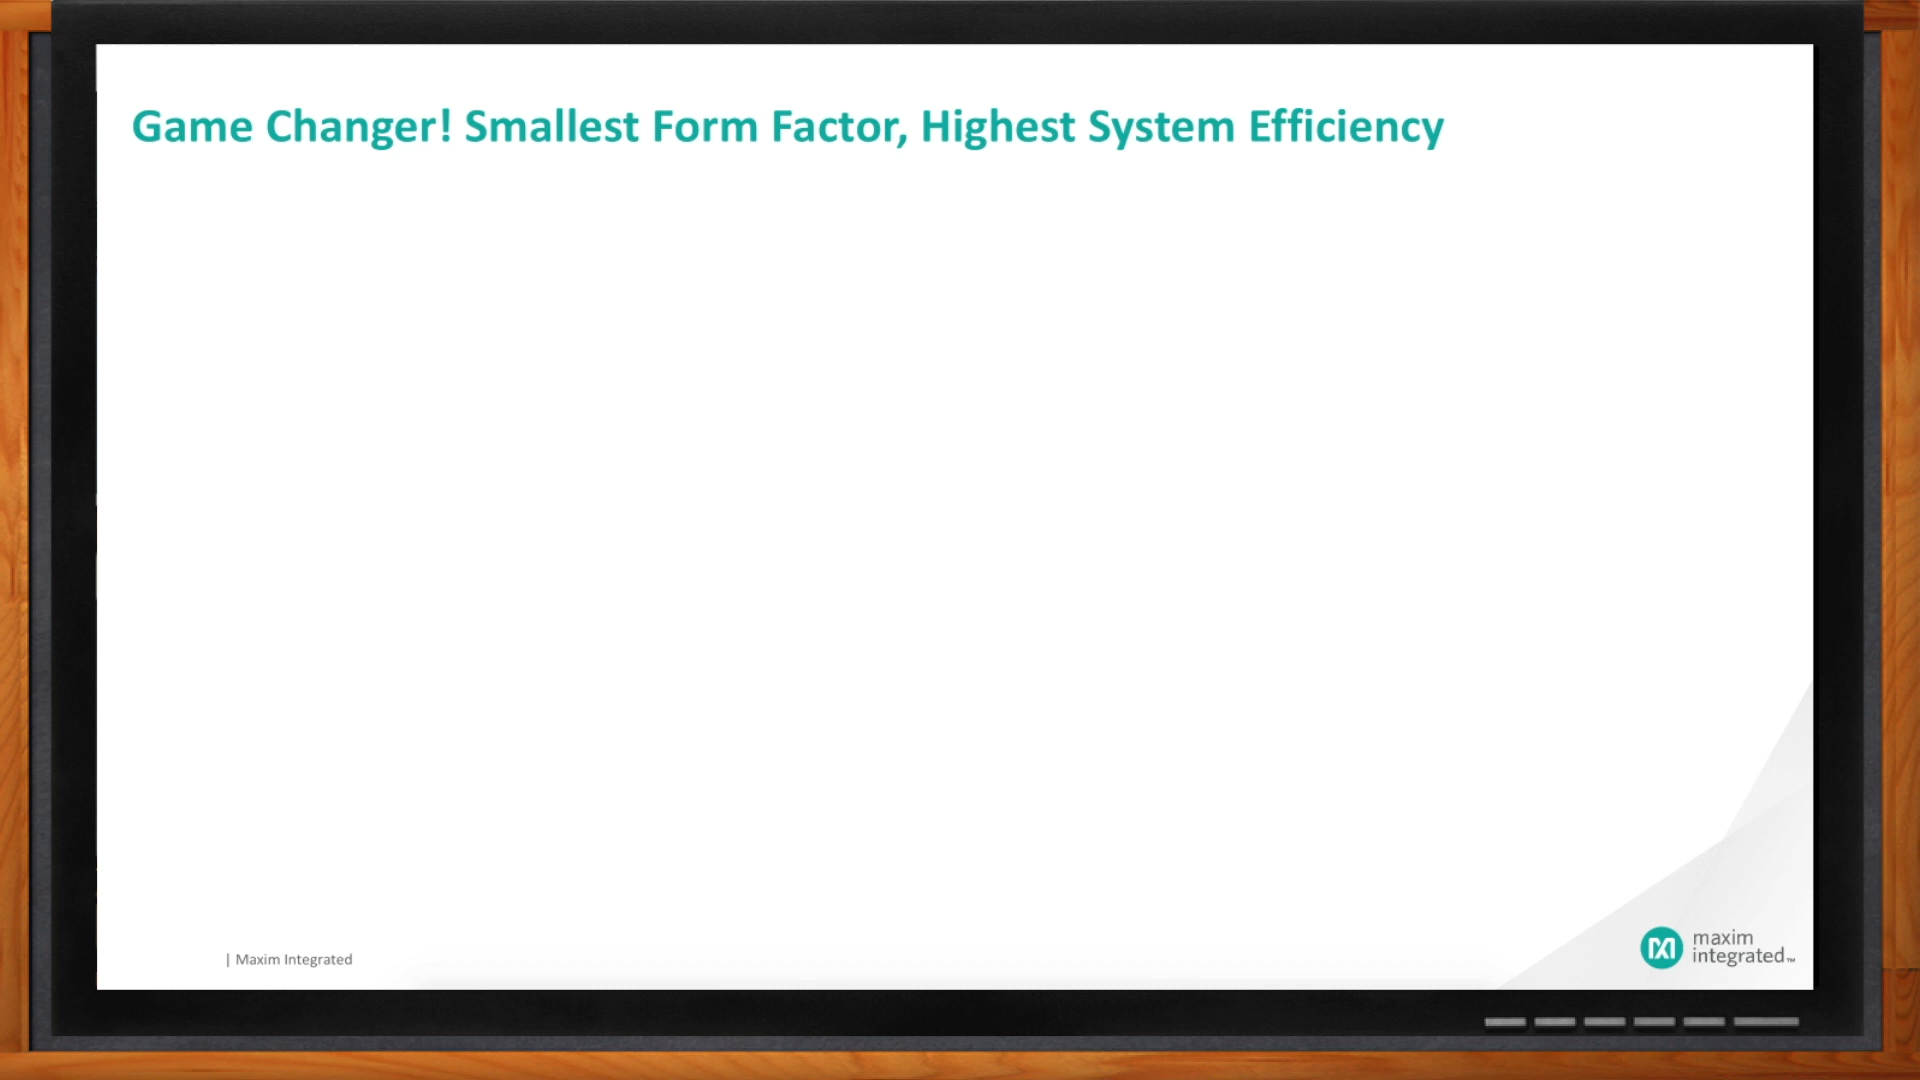 Game Changer! Smallest Form Factor, Highest System Efficiency
| Maxim Integrated
maxim
integrated™